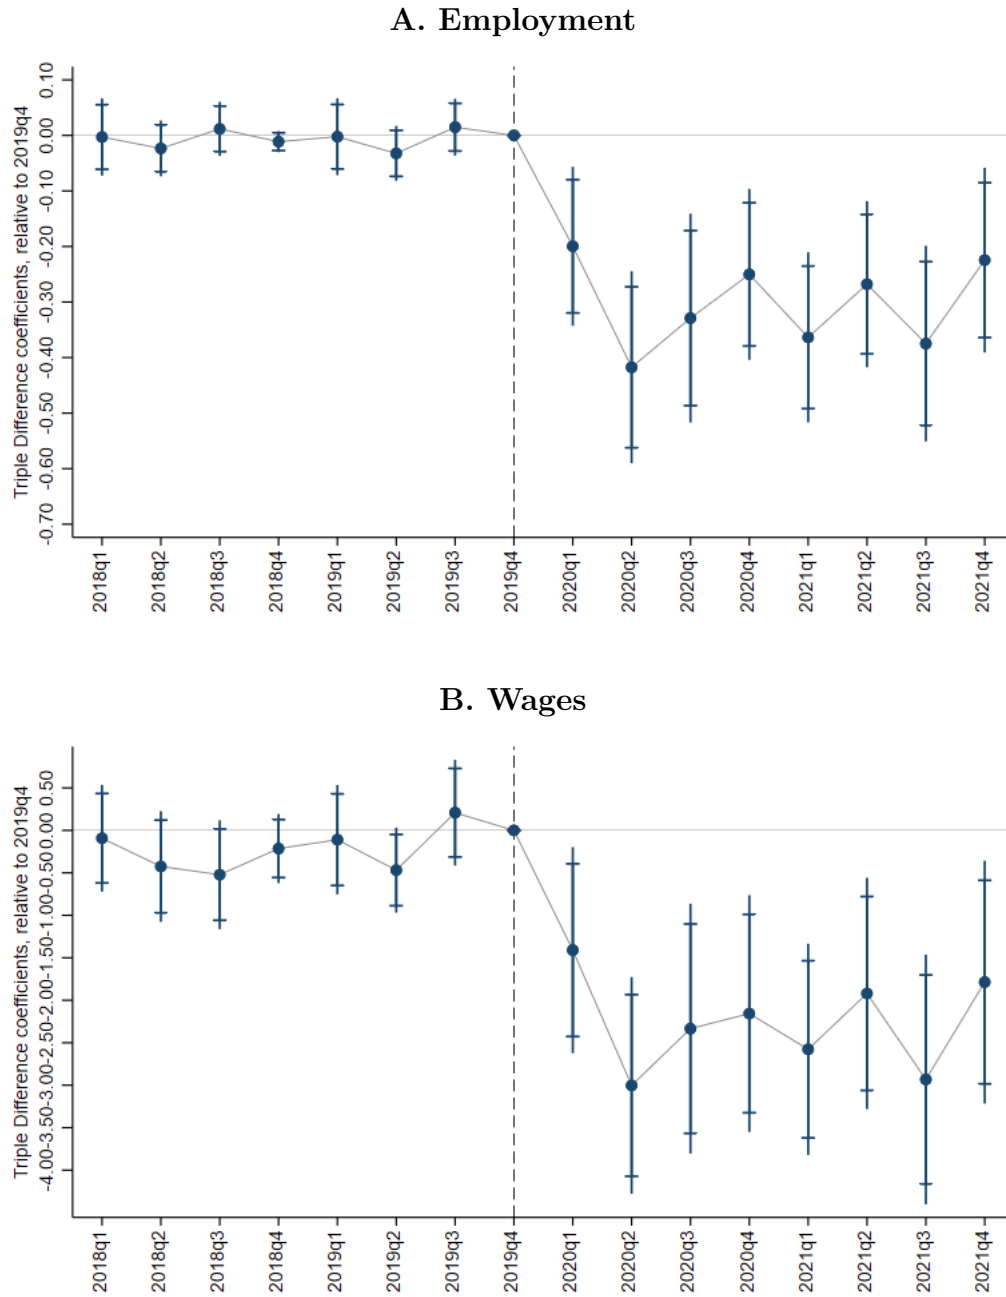 A. Employment
Triple Difference coefficients, relative to 2019q4
0.10
0.00
-0.10
-0.20
-0.30
-0.40
-0.50
-0.60
-0.70
2018q1
2018q2
2018q3
2018q4
2019q1
2019q2
2019q3
2019q4
2020q1
2020q2
2020q3
2020q4
2021q1
2021q2
2021q3
2021q4
B. Wages
Triple Difference coefficients, relative to 2019q4
0.50
0.00
-0.50
-1.00
-1.50
-2.00
-2.50
-3.00
-3.50
-4.00
2018q1
2018q2
2018q3
2018q4
2019q1
2019q2
2019q3
2019q4
2020q1
2020q2
2020q3
2020q4
2021q1
2021q2
2021q3
2021q4